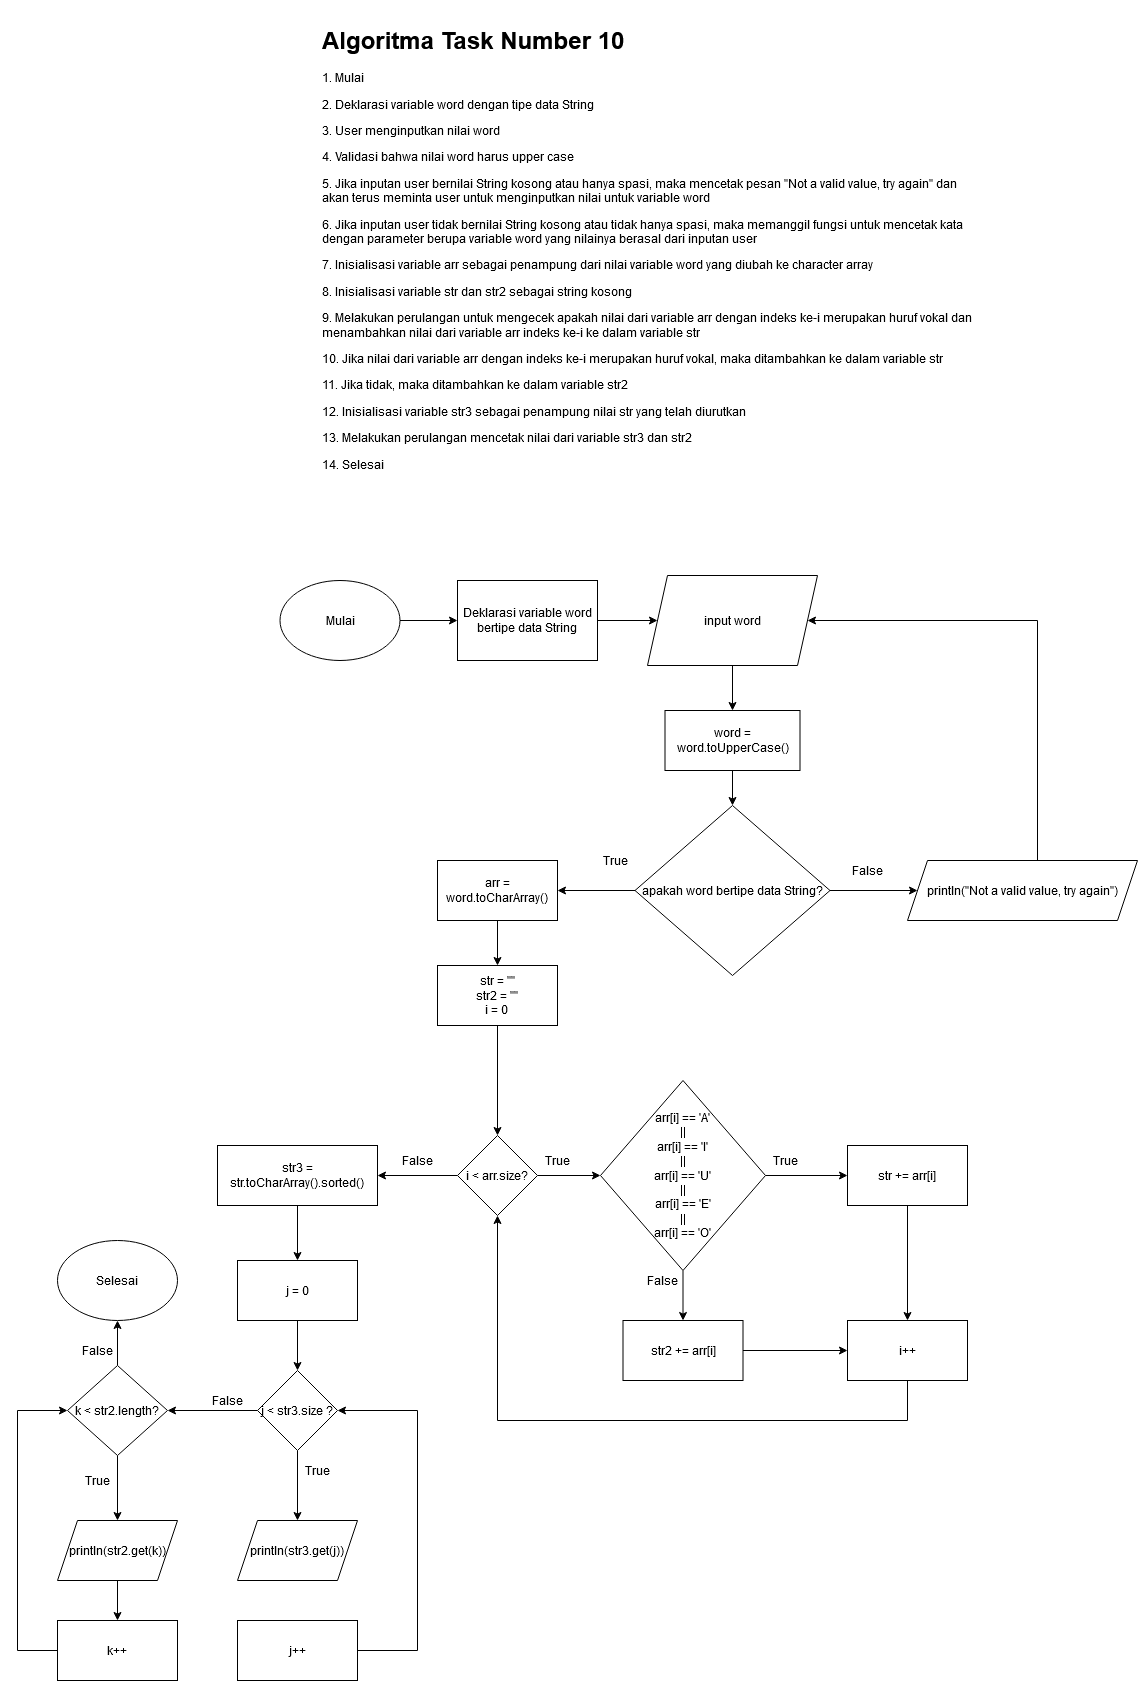 Algoritma Task Number 10
1. Mulai
2. Deklarasi variable word dengan tipe data String
3. User menginputkan nilai word
4. Validasi bahwa nilai word harus upper case
5. Jika inputan user bernilai String kosong atau hanya spasi, maka mencetak pesan "Not a valid value, try again" dan
akan terus meminta user untuk menginputkan nilai untuk variable word
6. Jika inputan user tidak bernilai String kosong atau tidak hanya spasi, maka memanggil fungsi untuk mencetak kata
dengan parameter berupa variable word yang nilainya berasal dari inputan user
7. Inisialisasi variable arr sebagai penampung dari nilai variable word yang diubah ke character array
8. Inisialisasi variable str dan str2 sebagai string kosong
9. Melakukan perulangan untuk mengecek apakah nilai dari variable arr dengan indeks ke-i merupakan huruf vokal dan
menambahkan nilai dari variable arr indeks ke-i ke dalam variable str
10. Jika nilai dari variable arr dengan indeks ke-i merupakan huruf vokal, maka ditambahkan ke dalam variable str
11. Jika tidak, maka ditambahkan ke dalam variable str2
12. Inisialisasi variable str3 sebagai penampung nilai str yang telah diurutkan
13. Melakukan perulangan mencetak nilai dari variable str3 dan str2
14. Selesai
Mulai
Deklarasi variable word
bertipe data String
input word
word =
word.toUpperCase()
apakah word bertipe data String?
True
False
println("Not a valid value, try again")
arr =
word.toCharArray()
str = ""
str2 = ""
i = 0
i < arr.size?
False
True
arr[i] == 'A'
||
arr[i] == 'I'
||
arr[i] == 'U'
||
arr[i] == 'E'
||
arr[i] == 'O'
True
str += arr[i]
False
str2 += arr[i]
i++
str3 =
str.toCharArray().sorted()
j = 0
j < str3.size ?
False
True
println(str3.get(j))
j++
k < str2.length?
False
Selesai
True
println(str2.get(k))
k++